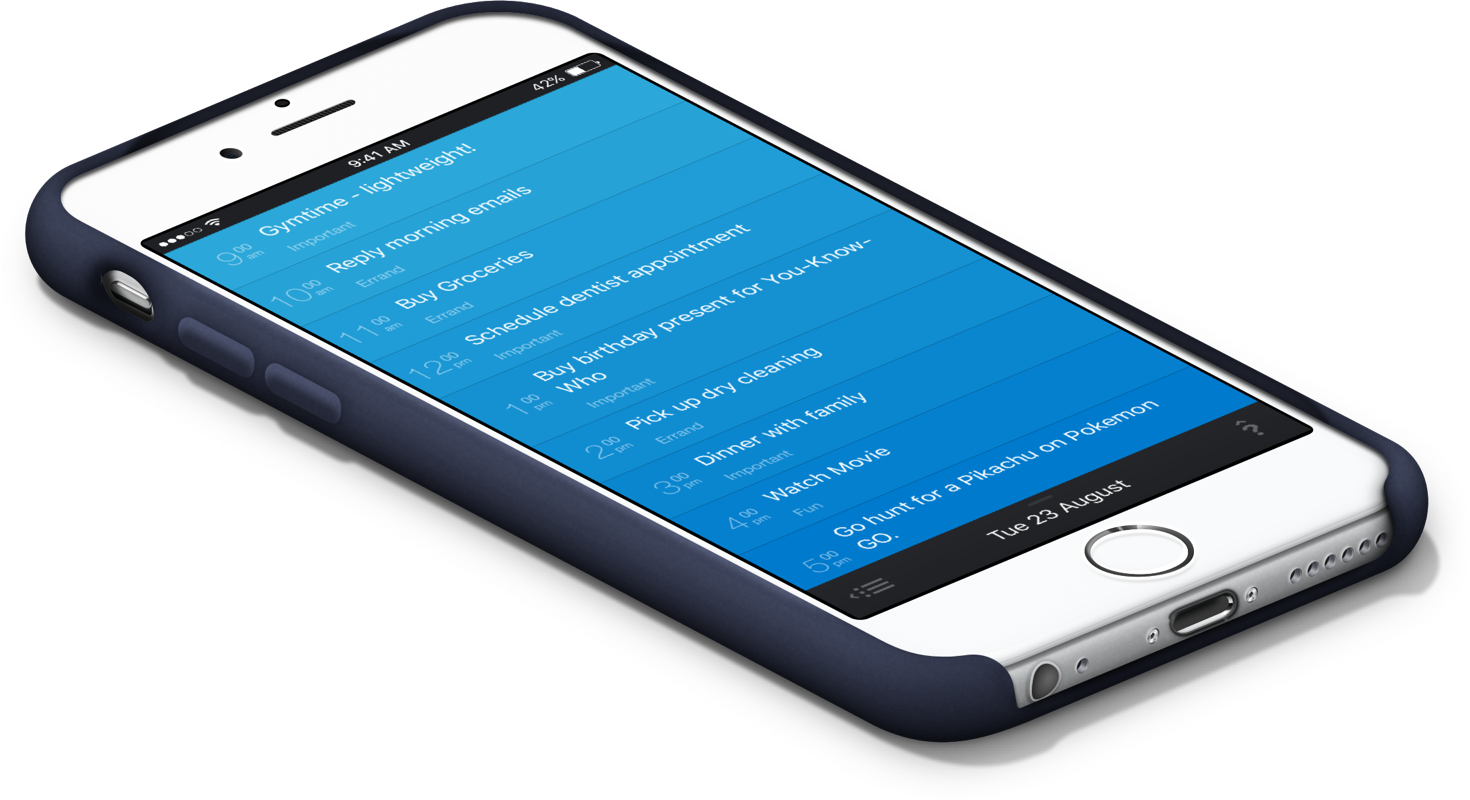 9:41 AM
42%
9 00 am Gymtime - lightweight!
Important
10 00 am Reply morning emails
Errand
11 00 am Buy Groceries
Errand
12 00 pm Schedule dentist appointment
Important
1 00 pm Buy birthday present for You-Know-
Who
Important
2 00 pm Pick up dry cleaning
Errand
3 00 pm Dinner with family
Important
4 00 pm Watch Movie
Fun
5 00 pm Go hunt for a Pikachu on Pokemon
GO.
Tue 23 August
?